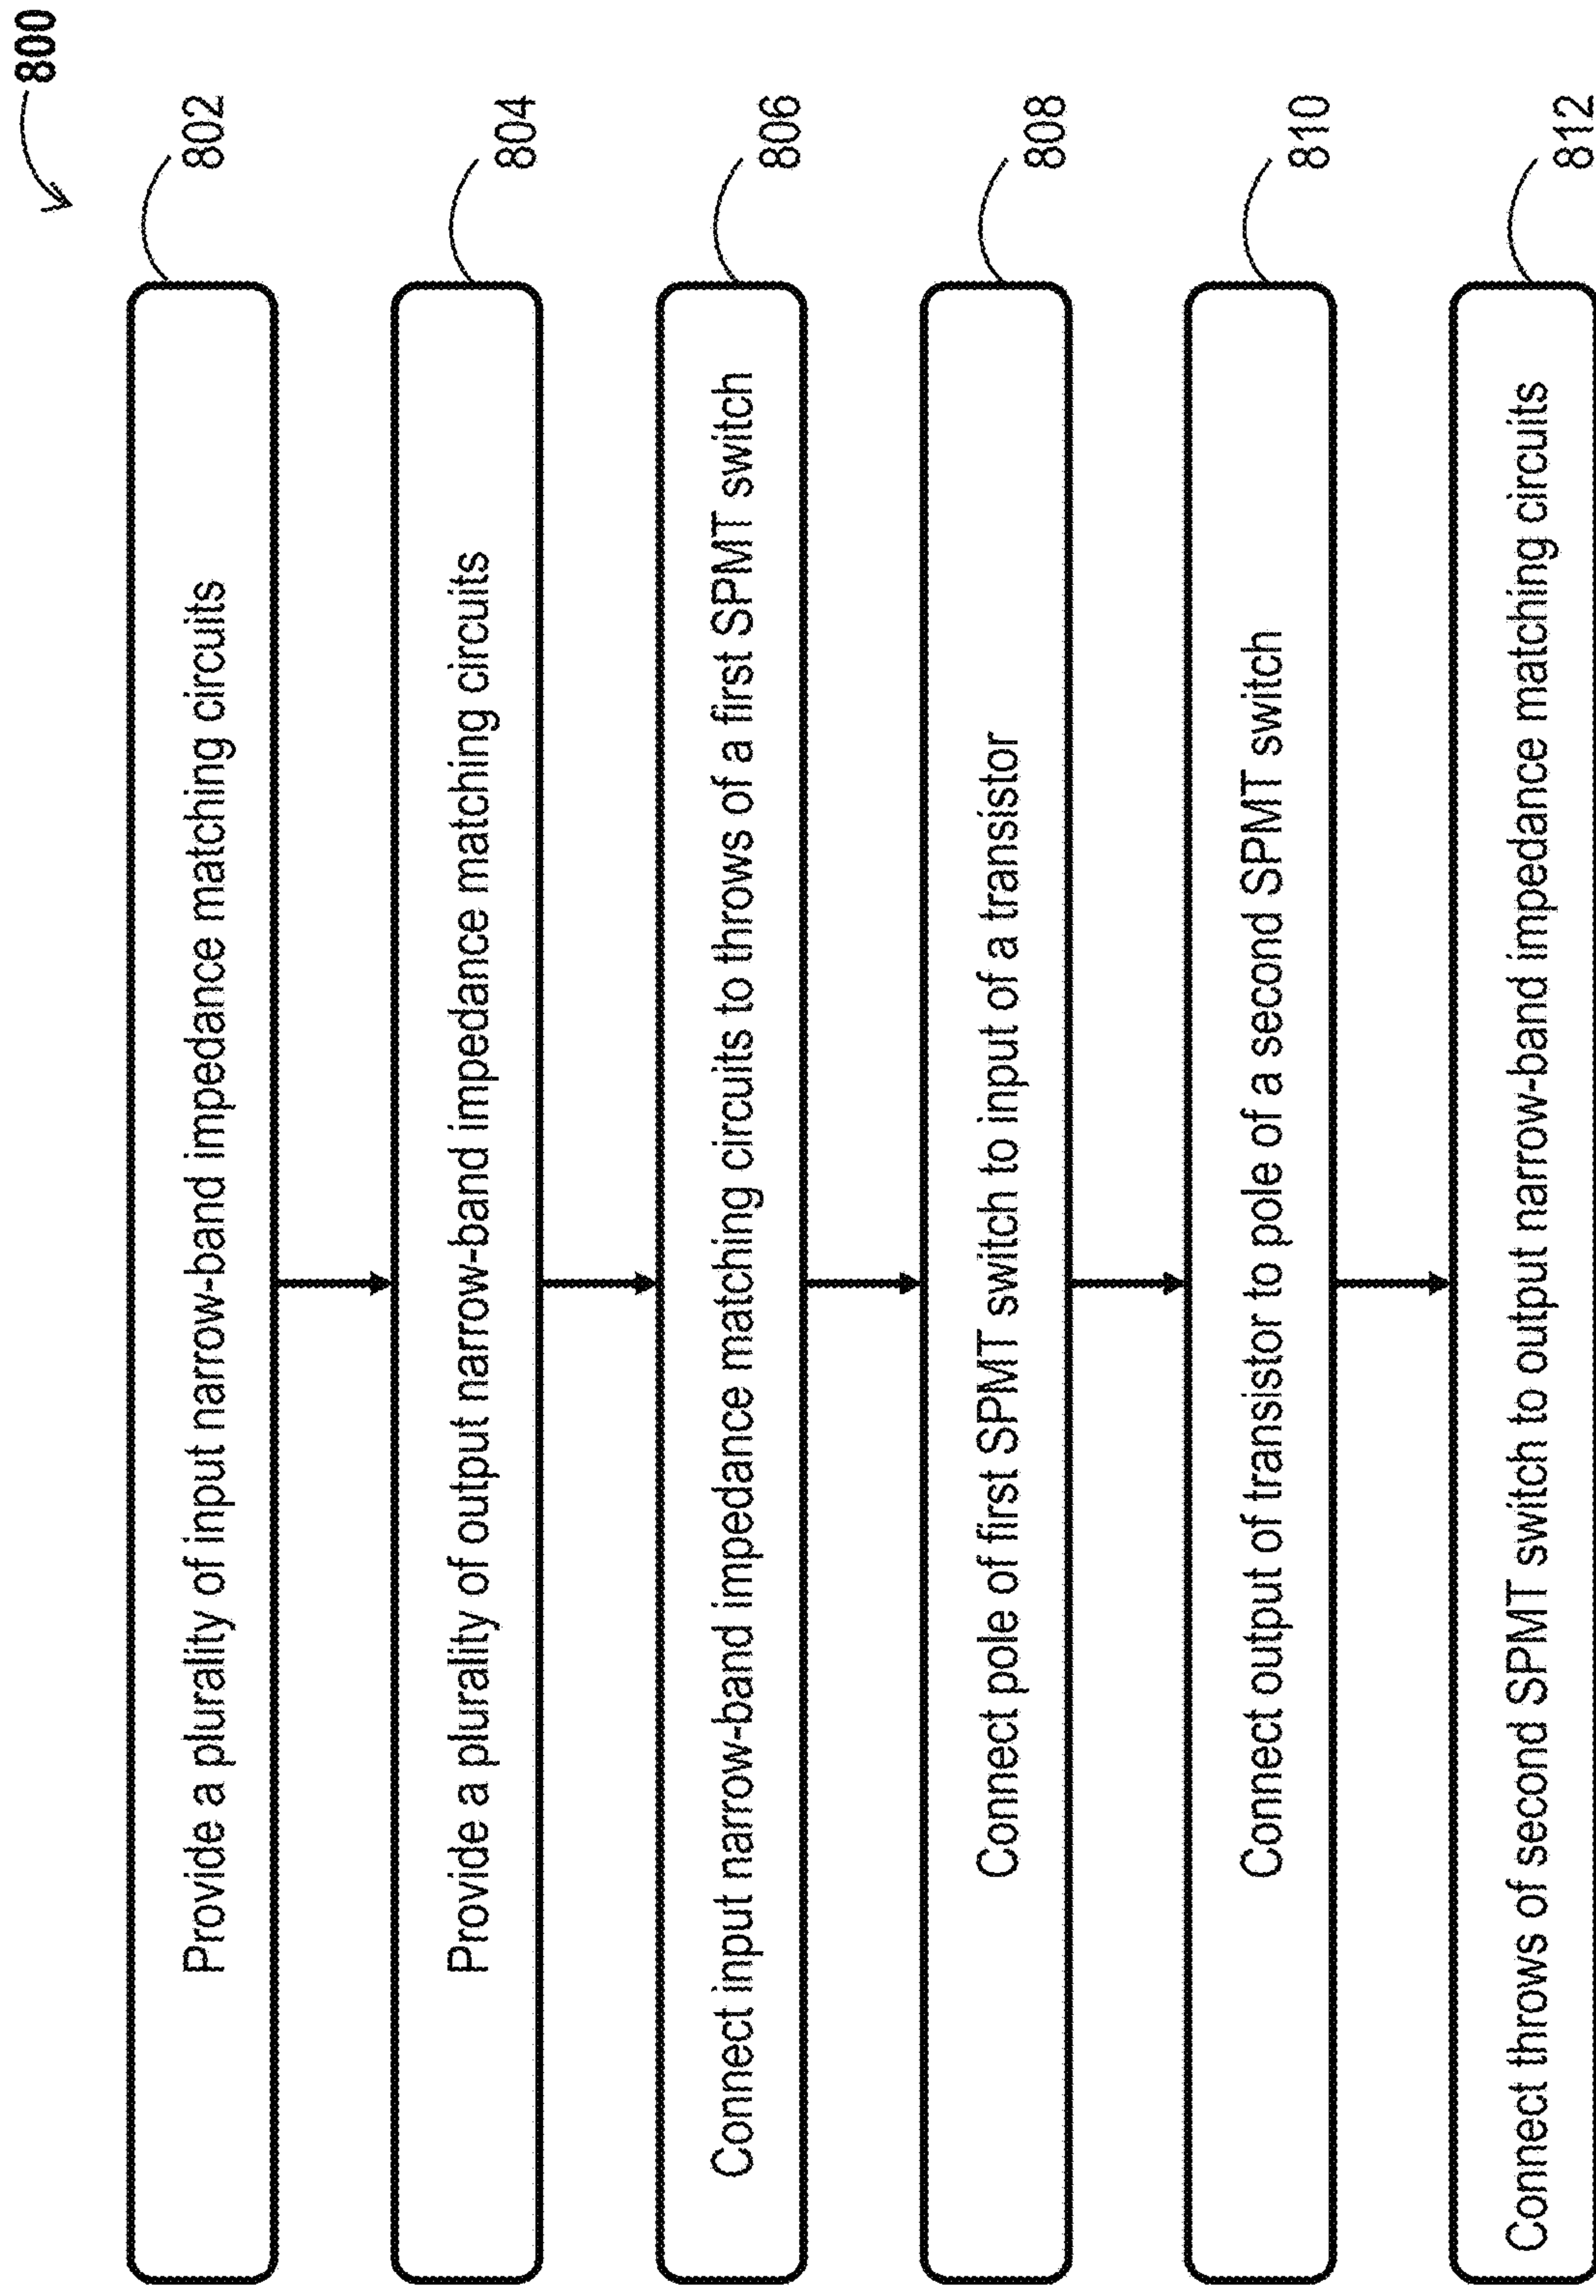 800
Provide a plurality of input narrow-band impedance matching circuits
802
Provide a plurality of output narrow-band impedance matching circuits
804
Connect input narrow-band impedance matching circuits to throws of a first SPMT switch
806
Connect pole of first SPMT switch to input of a transistor
808
Connect output of transistor to pole of a second SPMT switch
810
Connect throws of second SPMT switch to output narrow-band impedance matching circuits
812